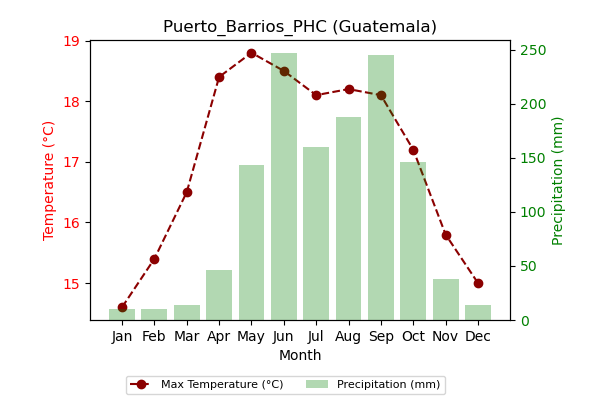 Puerto_Barrios_PHC (Guatemala)
19
18
17
16
15
Temperature (°C)
250
200
150
100
50
0
Precipitation (mm)
Jan Feb Mar Apr May Jun Jul Aug Sep Oct Nov Dec
Month
Max Temperature (°C) Precipitation (mm)